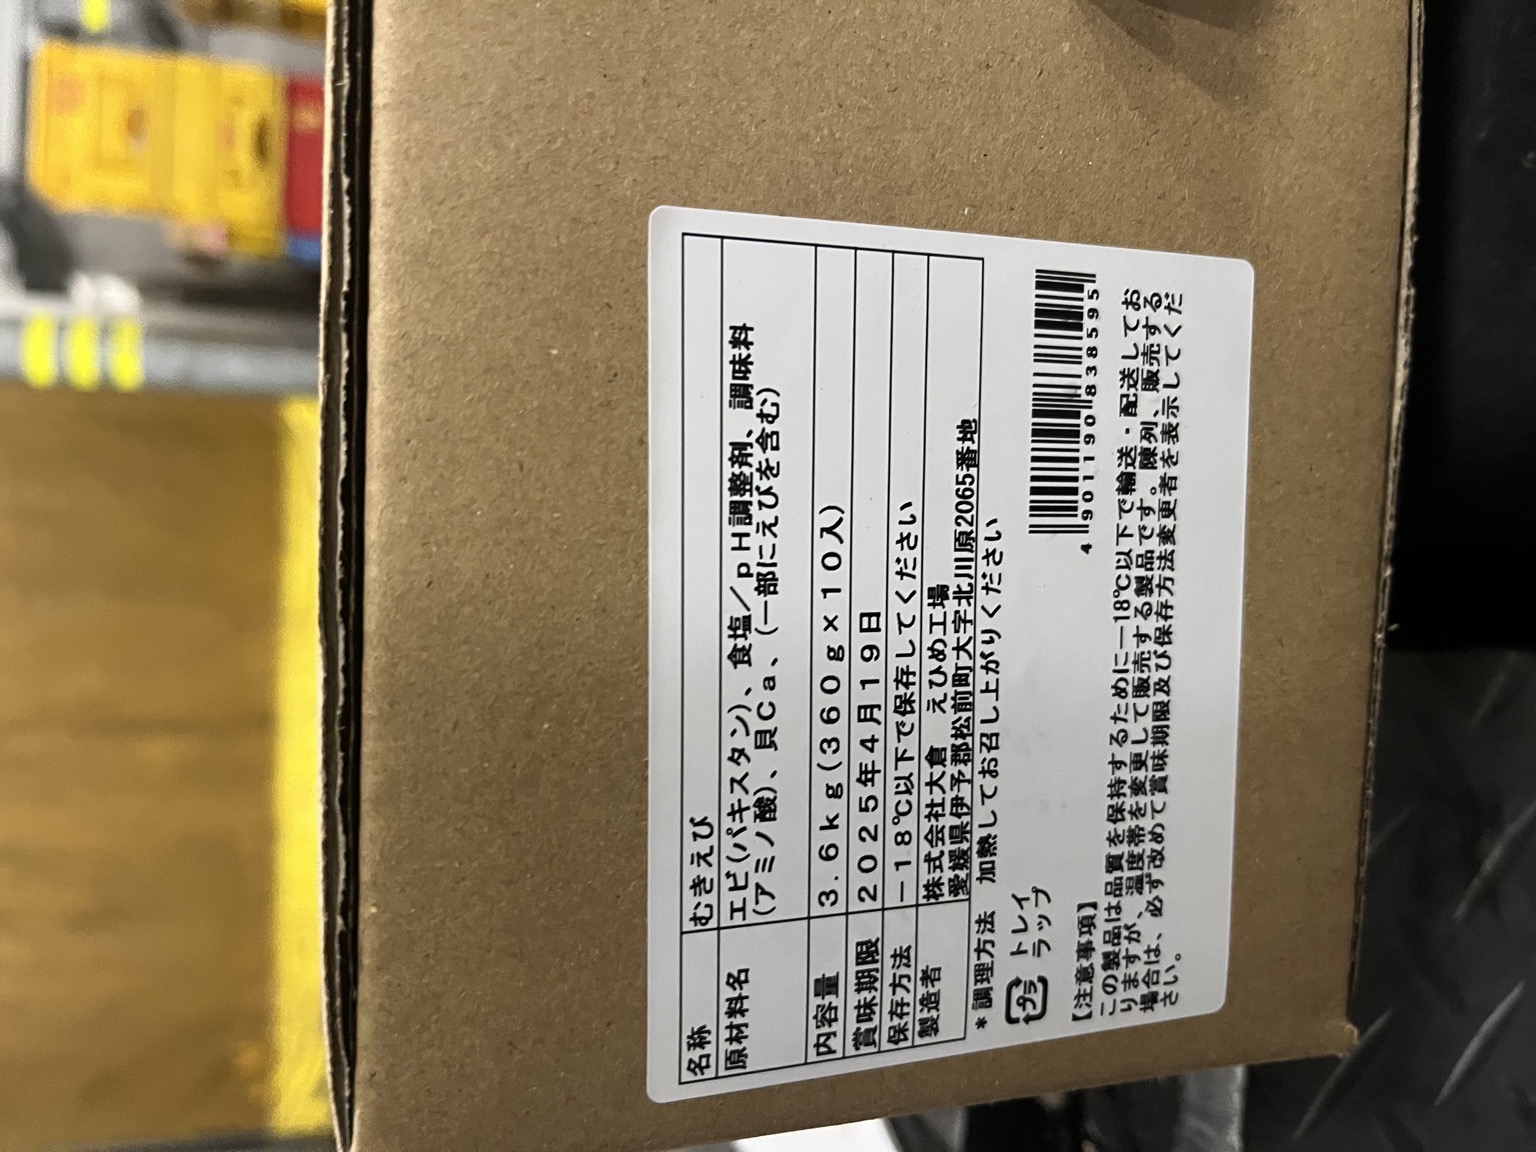 名称 むきえび
原材料名 エビ(パキスタン)、食塩/pH調整剤、調味料
(アミノ酸)、貝Ca、(一部にえびを含む)
内容量 3.6kg(360g×10入)
賞味期限 2025年4月19日
保存方法 -18℃以下で保存してください
製造者 株式会社大倉 えひめ工場
愛媛県伊予郡松前町大字北川原2065番地
*調理方法 加熱してお召し上がりください
プラ トレイ
ラップ
4 901190 838595
【注意事項】
この製品は品質を保持するために-18℃以下で輸送・配送してお
りますが、温度帯を変更して販売する製品です。陳列、販売する
場合は、必ず改めて賞味期限及び保存方法変更者を表示してくだ
さい。